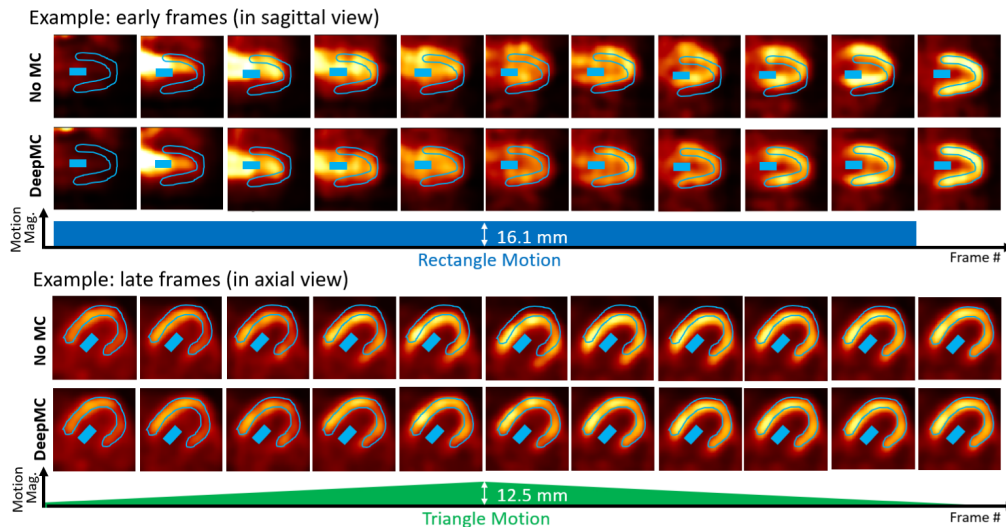 Example: early frames (in sagittal view)
No MC
DeepMC
Motion
Mag.
16.1 mm
Rectangle Motion
Frame #
Example: late frames (in axial view)
No MC
DeepMC
Motion
Mag.
12.5 mm
Triangle Motion
Frame #